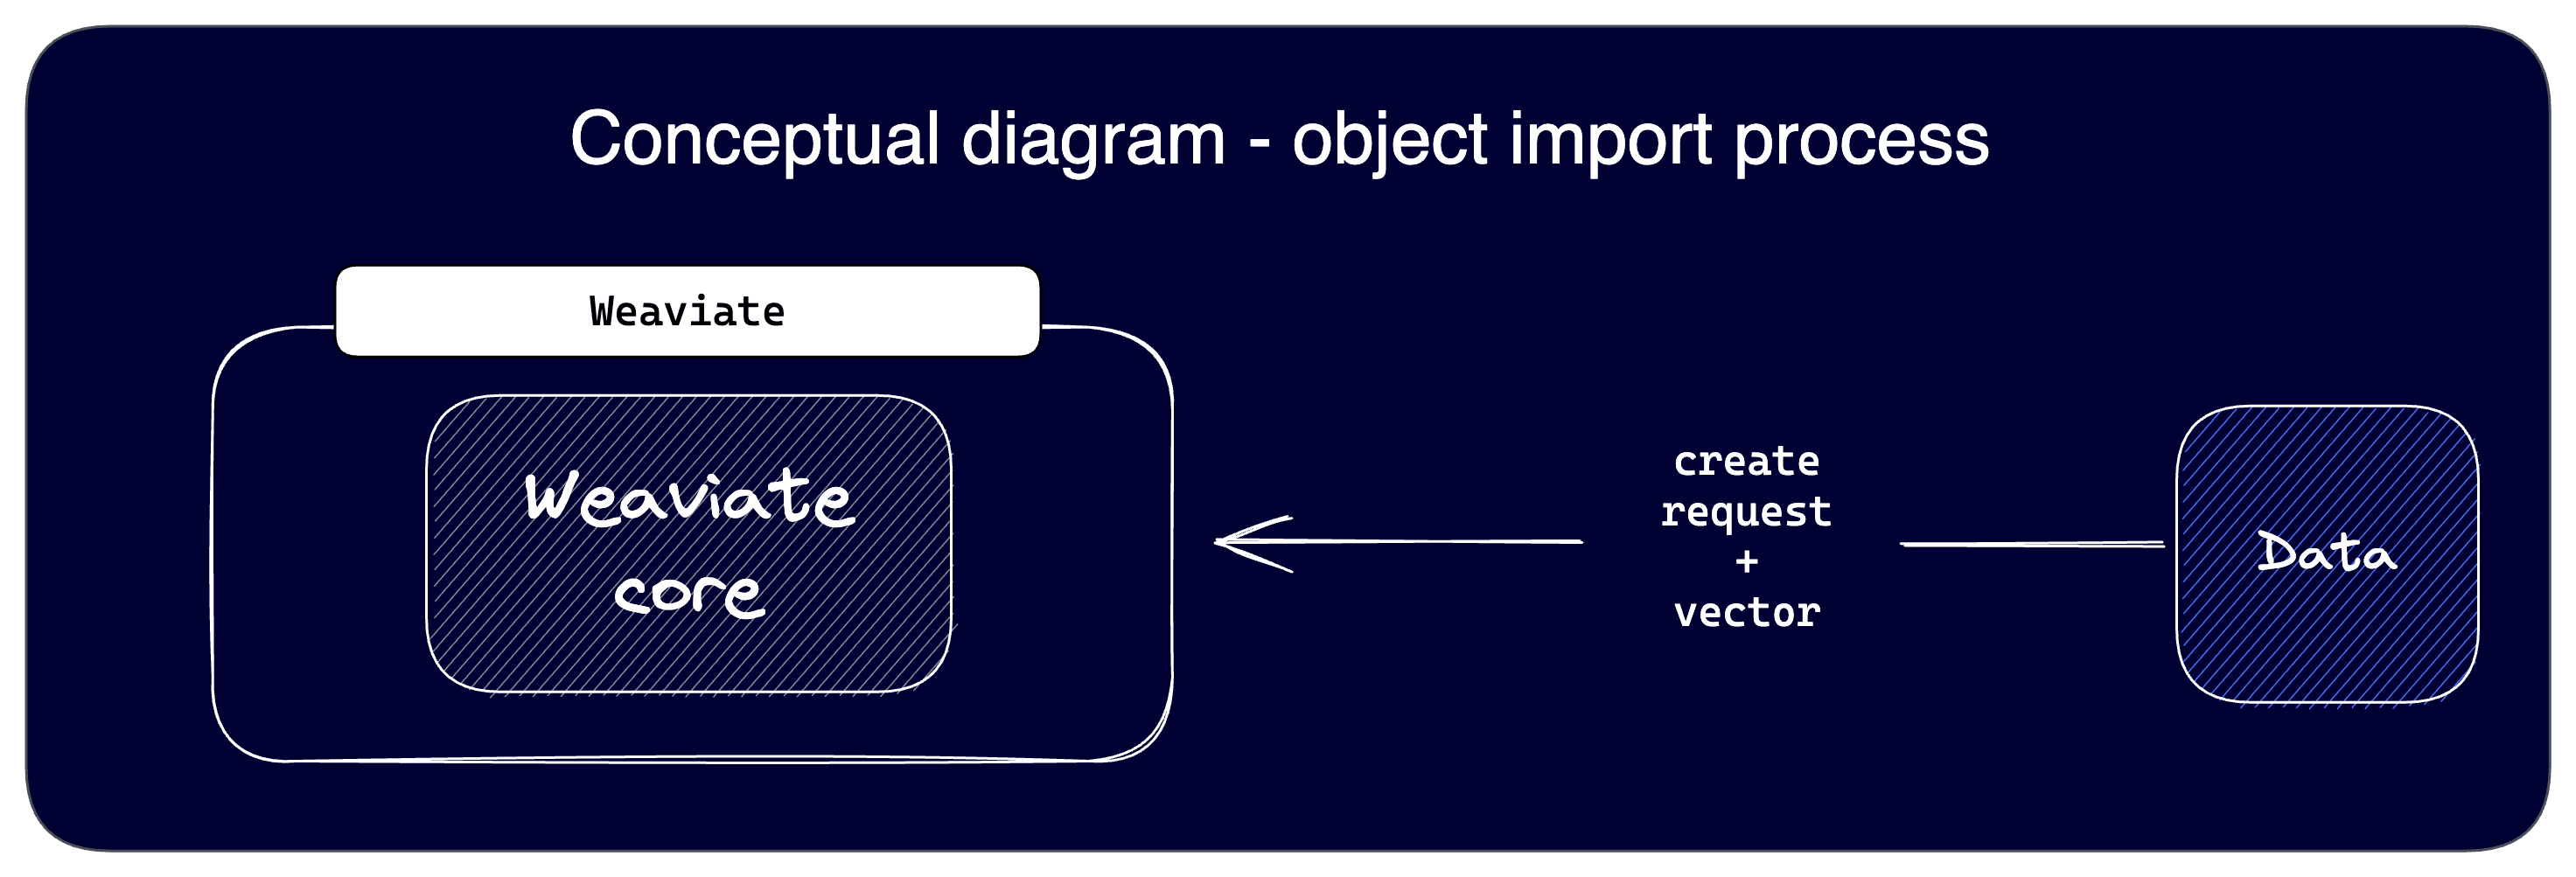 Conceptual diagram - object import process
Weaviate
Weaviate
core
create
request
+
vector
Data